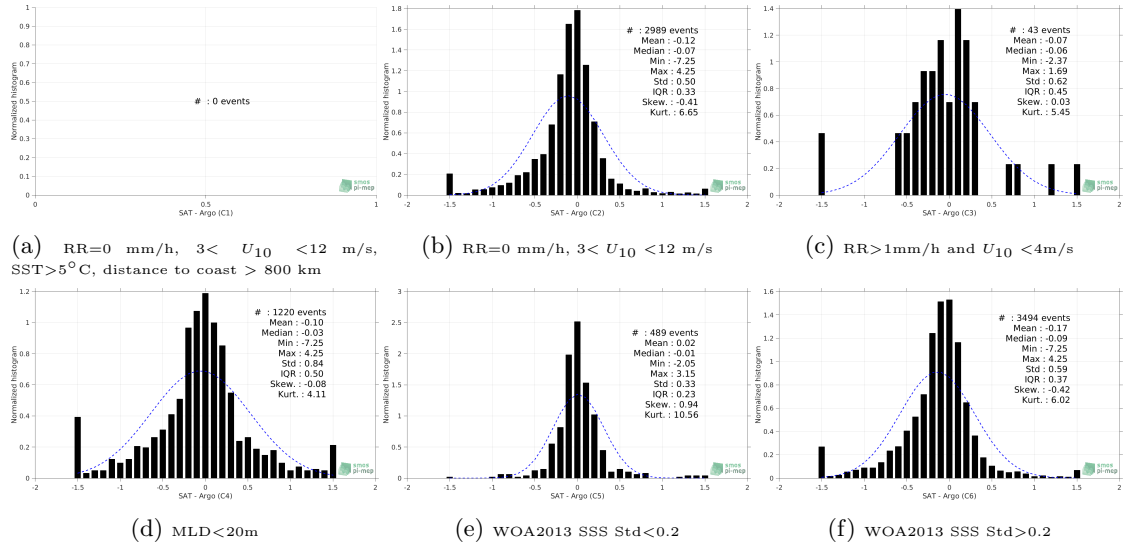 1
0.9
0.8
0.7
0.6
0.5
0.4
0.3
0.2
0.1
0
Normalized histogram
# : 0 events
smos
pi-mep
0 0.5 1
SAT - Argo (C1)
1.8
1.6
1.4
1.2
1
0.8
0.6
0.4
0.2
0
Normalized histogram
# : 2989 events
Mean : -0.12
Median : -0.07
Min : -7.25
Max : 4.25
Std : 0.50
IQR : 0.33
Skew. : -0.41
Kurt. : 6.65
smos
pi-mep
-2 -1.5 -1 -0.5 0 0.5 1 1.5 2
SAT - Argo (C2)
1.4
1.2
1
0.8
0.6
0.4
0.2
0
Normalized histogram
# : 43 events
Mean : -0.07
Median : -0.06
Min : -2.37
Max : 1.69
Std : 0.62
IQR : 0.45
Skew. : 0.03
Kurt. : 5.45
smos
pi-mep
-2 -1.5 -1 -0.5 0 0.5 1 1.5 2
SAT - Argo (C3)
(a) RR=0 mm/h, 3< U10 <12 m/s,
SST>5°C, distance to coast > 800 km
(b) RR=0 mm/h, 3< U10 <12 m/s
(c) RR>1mm/h and U10 <4m/s
1.2
1
0.8
0.6
0.4
0.2
0
Normalized histogram
# : 1220 events
Mean : -0.10
Median : -0.03
Min : -7.25
Max : 4.25
Std : 0.84
IQR : 0.50
Skew. : -0.08
Kurt. : 4.11
smos
pi-mep
-2 -1.5 -1 -0.5 0 0.5 1 1.5 2
SAT - Argo (C4)
3
2.5
2
1.5
1
0.5
0
Normalized histogram
# : 489 events
Mean : 0.02
Median : -0.01
Min : -2.05
Max : 3.15
Std : 0.33
IQR : 0.23
Skew. : 0.94
Kurt. : 10.56
smos
pi-mep
-2 -1.5 -1 -0.5 0 0.5 1 1.5 2
SAT - Argo (C5)
1.6
1.4
1.2
1
0.8
0.6
0.4
0.2
0
Normalized histogram
# : 3494 events
Mean : -0.17
Median : -0.09
Min : -7.25
Max : 4.25
Std : 0.59
IQR : 0.37
Skew. : -0.42
Kurt. : 6.02
smos
pi-mep
-2 -1.5 -1 -0.5 0 0.5 1 1.5 2
SAT - Argo (C6)
(d) MLD<20m
(e) WOA2013 SSS Std<0.2
(f) WOA2013 SSS Std>0.2